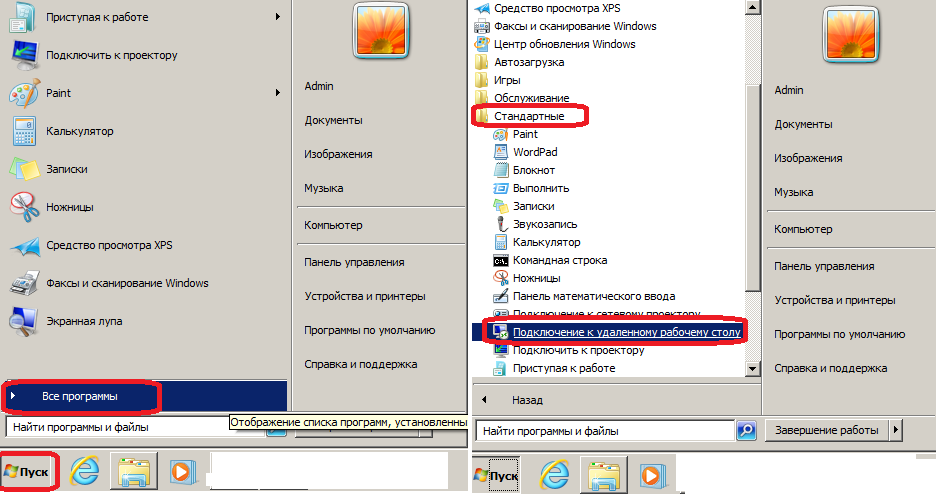 Приступая к работе
Подключить к проектору
Paint
Калькулятор
Записки
Ножницы
Средство просмотра XPS
Факсы и сканирование Windows
Экранная лупа
Все программы
Найти программы и файлы
Admin
Документы
Изображения
Музыка
Компьютер
Панель управления
Устройства и принтеры
Программы по умолчанию
Справка и поддержка
Отображение списка программ, установленны
Пуск
Средство просмотра XPS
Факсы и сканирование Windows
Центр обновления Windows
Автозагрузка
Игры
Обслуживание
Стандартные
Paint
WordPad
Блокнот
Выполнить
Записки
Звукозапись
Калькулятор
C:\.
Командная строка
Ножницы
Панель математического ввода
Подключение к сетевому проектору
Подключение к удаленному рабочему столу
Подключить к проектору
Приступая к работе
Назад
Найти программы и файлы
Admin
Документы
Изображения
Музыка
Компьютер
Панель управления
Устройства и принтеры
Программы по умолчанию
Справка и поддержка
Завершение работы
Пуск